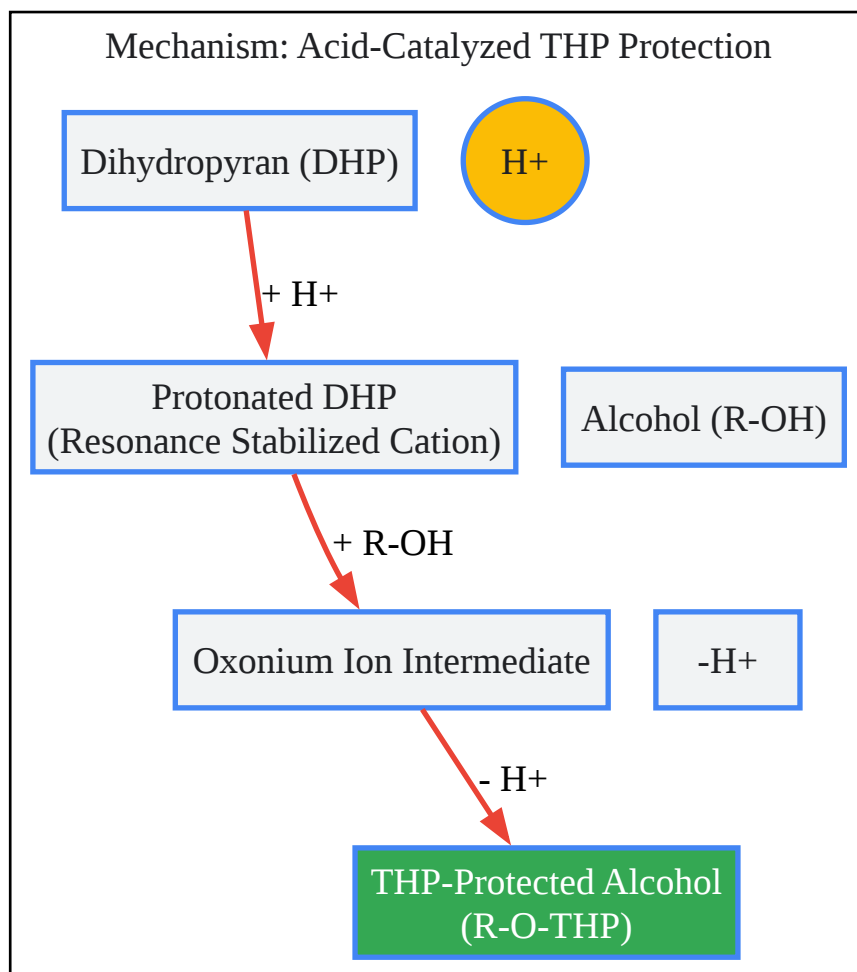 Mechanism: Acid-Catalyzed THP Protection
Dihydropyran (DHP)
H+
+ H+
Protonated DHP
(Resonance Stabilized Cation)
Alcohol (R-OH)
+ R-OH
Oxonium Ion Intermediate
-H+
- H+
THP-Protected Alcohol
(R-O-THP)